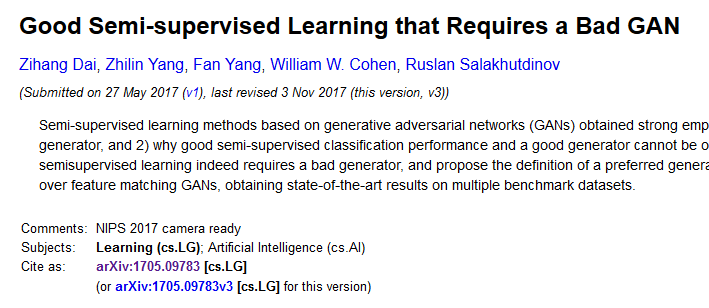 Good Semi-supervised Learning that Requires a Bad GAN
Zihang Dai, Zhilin Yang, Fan Yang, William W. Cohen, Ruslan Salakhutdinov
(Submitted on 27 May 2017 (v1), last revised 3 Nov 2017 (this version, v3))
Semi-supervised learning methods based on generative adversarial networks (GANs) obtained strong emp
generator, and 2) why good semi-supervised classification performance and a good generator cannot be o
semisupervised learning indeed requires a bad generator, and propose the definition of a preferred genera
over feature matching GANs, obtaining state-of-the-art results on multiple benchmark datasets.
Comments: NIPS 2017 camera ready
Subjects: Learning (cs.LG); Artificial Intelligence (cs.AI)
Cite as: arXiv:1705.09783 [cs.LG]
(or arXiv:1705.09783v3 [cs.LG] for this version)